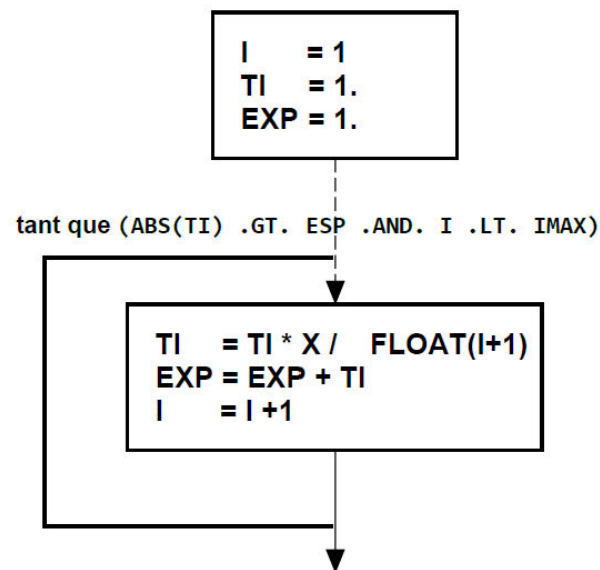 I = 1
TI = 1.
EXP = 1.
tant que (ABS(TI) .GT. ESP .AND. I .LT. IMAX)
TI = TI * X / FLOAT(I+1)
EXP = EXP + TI
I = I +1